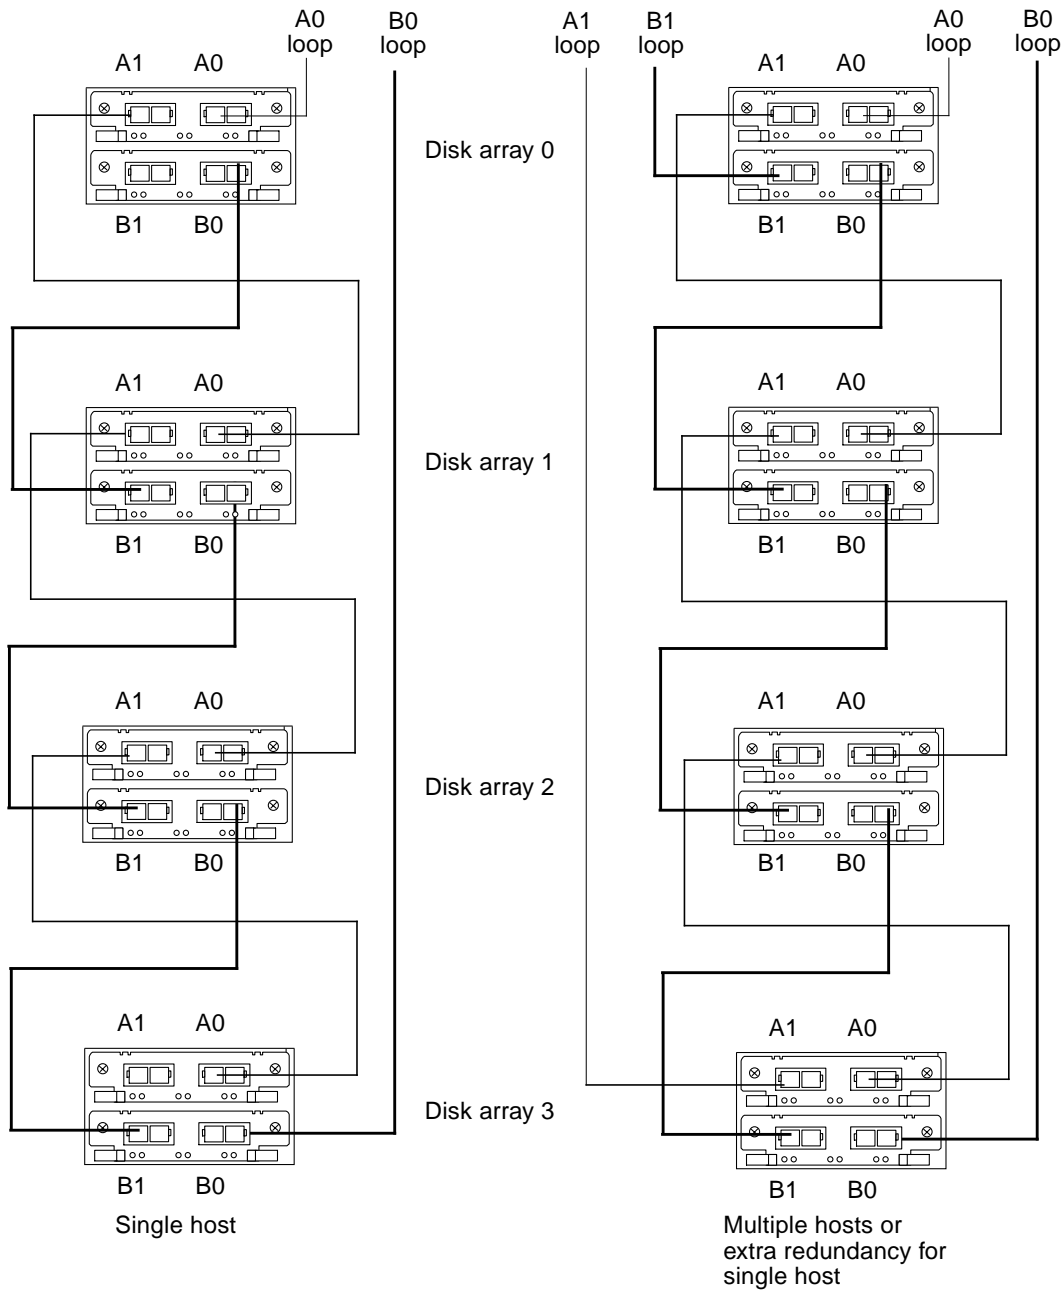 A0 loop
B0 loop
A1 loop
B1 loop
A0 loop
B0 loop
A1 A0
A1 A0
Disk array 0
B1 B0
B1 B0
A1 A0
A1 A0
Disk array 1
B1 B0
B1 B0
A1 A0
A1 A0
Disk array 2
B1 B0
B1 B0
A1 A0
A1 A0
Disk array 3
B1 B0
B1 B0
Single host
Multiple hosts or
extra redundancy for
single host